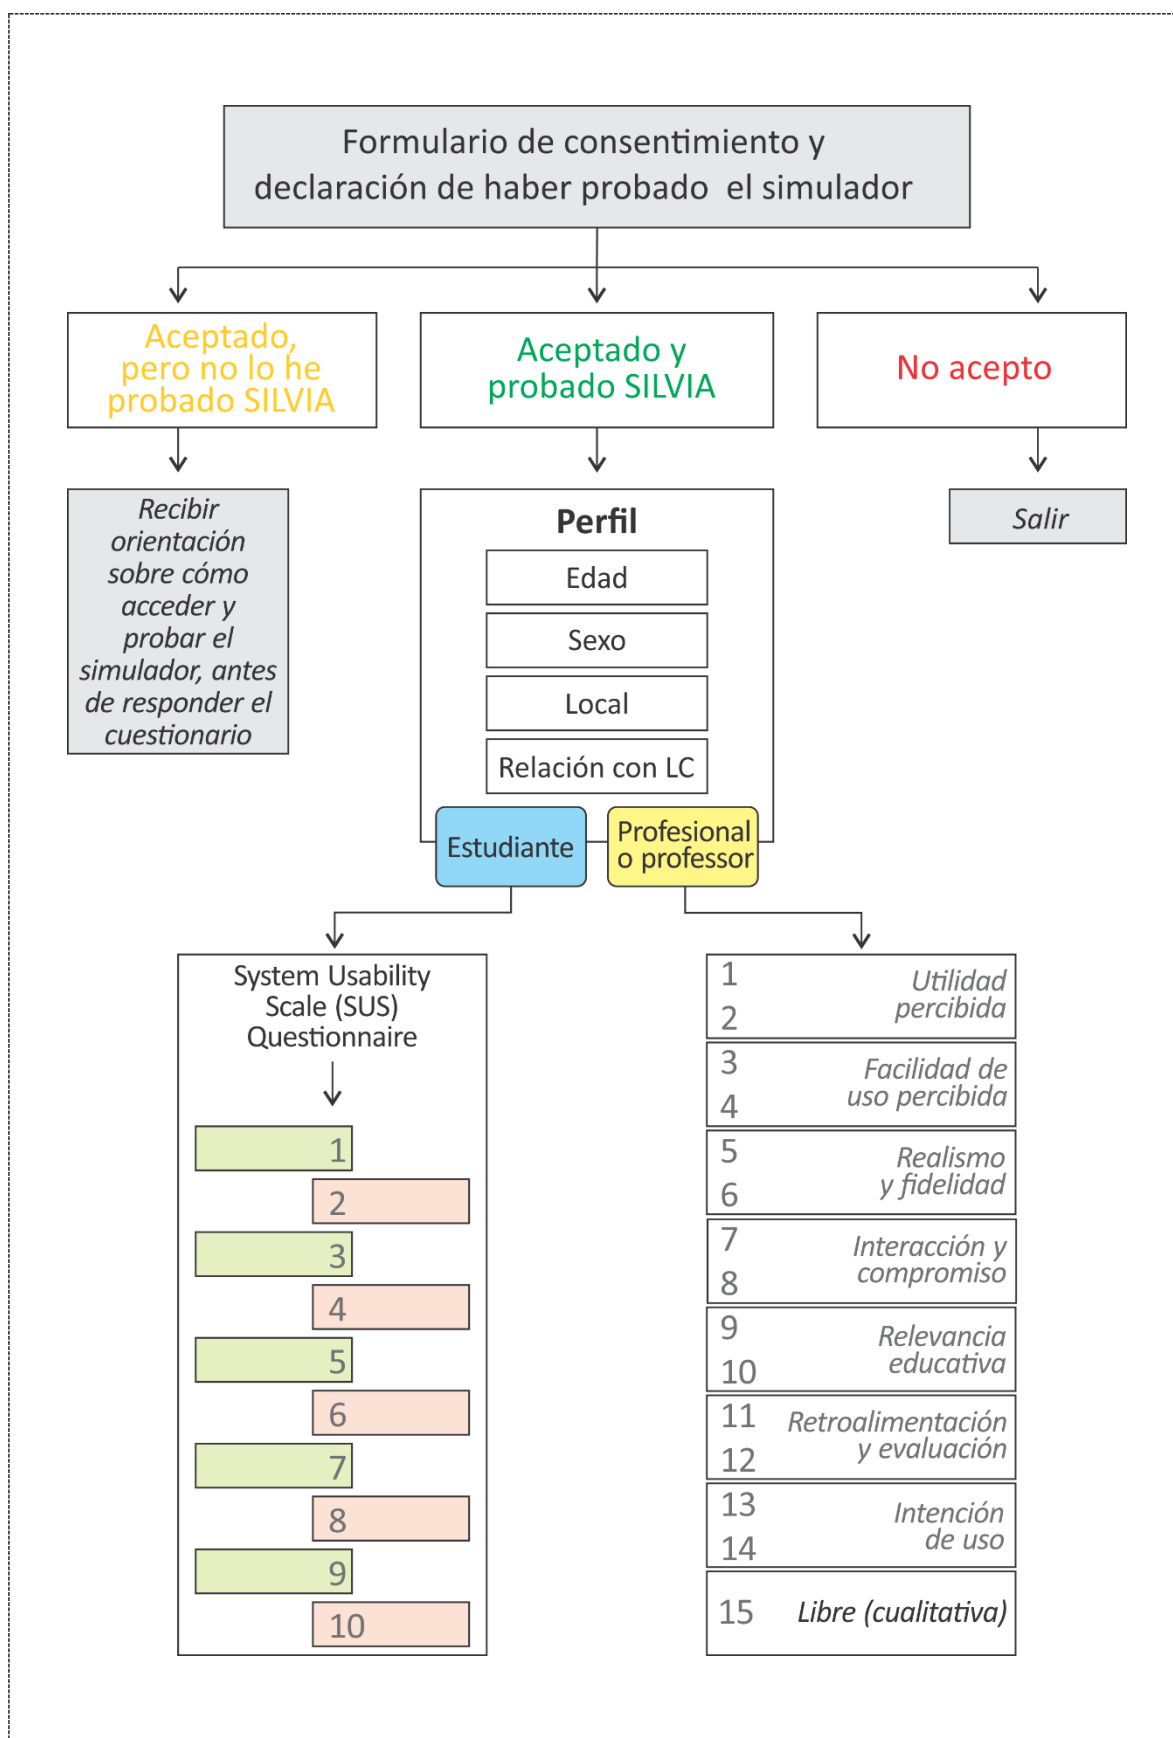 Formulario de consentimiento y
declaración de haber probado el simulador
Aceptado,
pero no lo he
probado SILVIA
Aceptado y
probado SILVIA
No acepto
Recibir
orientación
sobre cómo
acceder y
probar el
simulador, antes
de responder el
cuestionario
Perfil
Edad
Sexo
Local
Relación con LC
Salir
Estudiante
Profesional
o professor
System Usability
Scale (SUS)
Questionnaire
1
2
3
4
5
6
7
8
9
10
1
2
Utilidad
percibida
3
4
Facilidad de
uso percibida
5
6
Realismo
y fidelidad
7
8
Interacción y
compromiso
9
10
Relevancia
educativa
11
12
Retroalimentación
y evaluación
13
14
Intención
de uso
15 Libre (cualitativa)